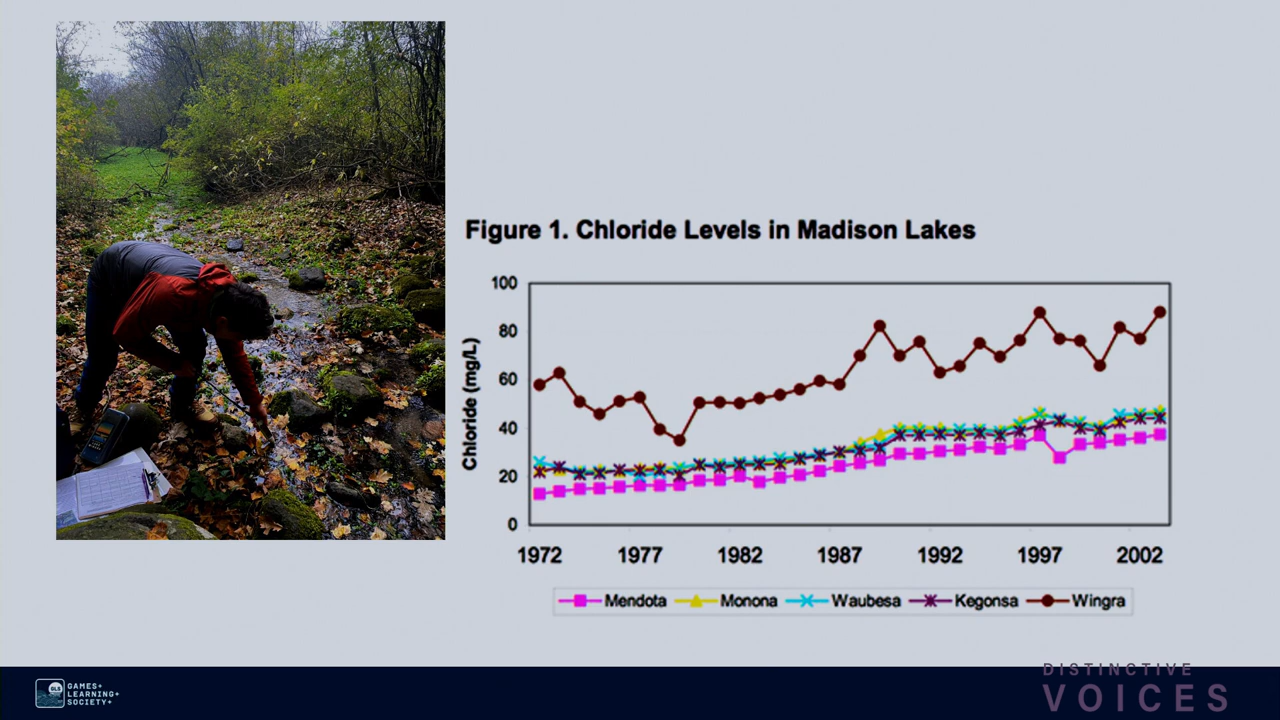 Figure 1. Chloride Levels in Madison Lakes
Chloride (mg/L)
100
80
60
40
20
0
1972 1977 1982 1987 1992 1997 2002
Mendota Monona Waubesa Kegonsa Wingra
GLS
GAMES+
LEARNING+
SOCIETY+
DISTINCTIVE
VOICES